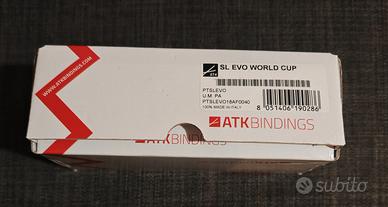 WWW.ATKBINDINGS.COM
ATK
SL EVO WORLD CUP
PTSLEVO
U.M. PA
PTSLEVO18AF0040
100% MADE IN ITALY
8 051406 190286
ATKBINDINGS
subito